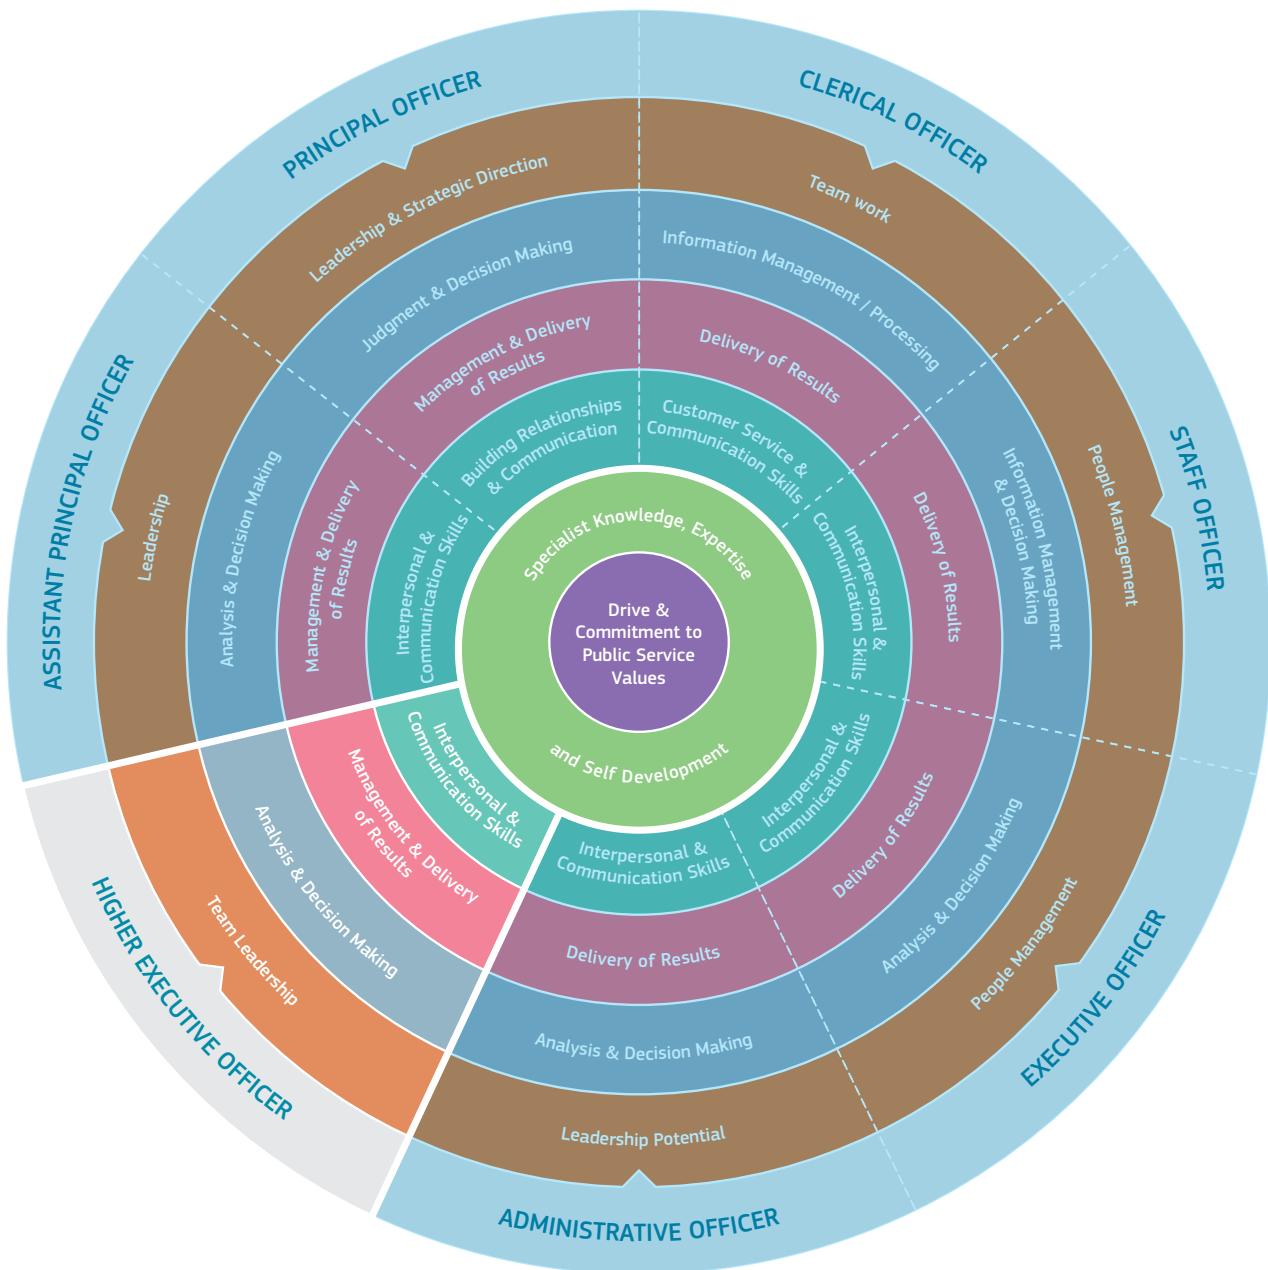 PRINCIPAL OFFICER
Leadership & Strategic Direction
Judgment & Decision Making
Management & Delivery
of Results
Building Relationships
& Communication
CLERICAL OFFICER
Team work
Information Management / Processing
Delivery of Results
Customer Service &
Communication Skills
STAFF OFFICER
People Management
Information Management
& Decision Making
Delivery of Results
Interpersonal &
Communication Skills
EXECUTIVE OFFICER
People Management
Analysis & Decision Making
Delivery of Results
Interpersonal &
Communication Skills
ADMINISTRATIVE OFFICER
Leadership Potential
Analysis & Decision Making
Delivery of Results
Interpersonal &
Communication Skills
HIGHER EXECUTIVE OFFICER
Team Leadership
Analysis & Decision Making
Management & Delivery
of Results
Interpersonal &
Communication Skills
ASSISTANT PRINCIPAL OFFICER
Leadership
Analysis & Decision Making
Management & Delivery
of Results
Interpersonal &
Communication Skills
Specialist Knowledge, Expertise
and Self Development
Drive &
Commitment to
Public Service
Values